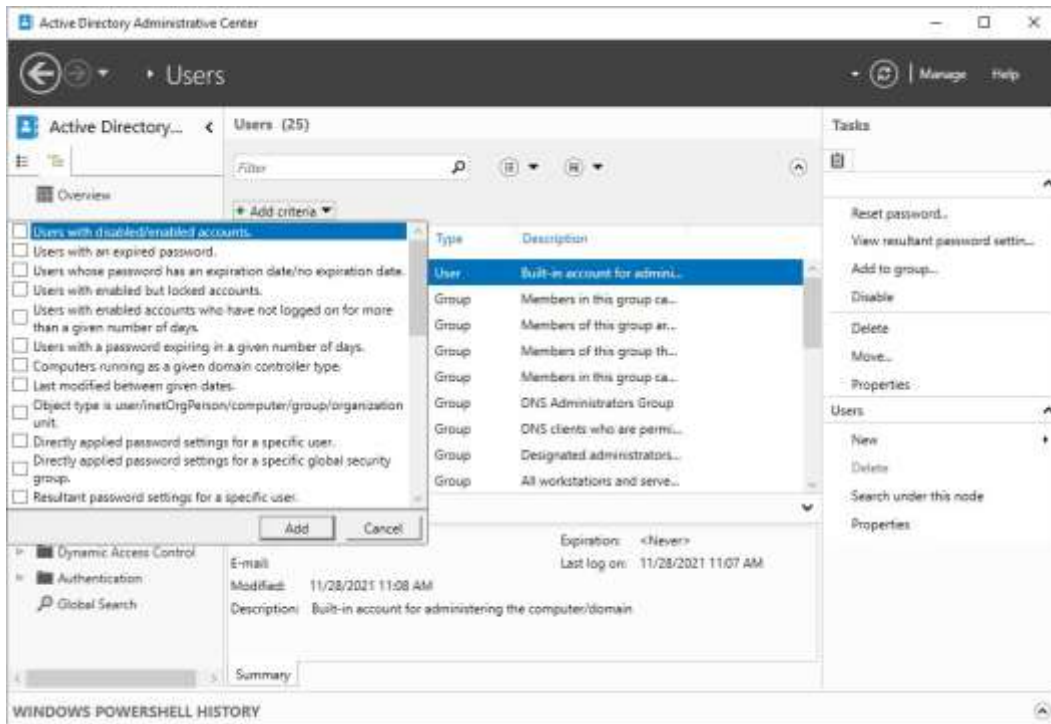 Active Directory Administrative Center
Users
Manage Help
Active Directory...
Users (25)
Tasks
Filter
Overview
Add criteria
Users with disabled/enabled accounts.
Users with an expired password.
Users whose password has an expiration date/no expiration date.
Users with enabled but locked accounts.
Users with enabled accounts who have not logged on for more
than a given number of days.
Users with a password expiring in a given number of days.
Computers running as a given domain controller type.
Last modified between given dates.
Object type is user/inetOrgPerson/computer/group/organization
unit.
Directly applied password settings for a specific user.
Directly applied password settings for a specific global security
group.
Resultant password settings for a specific user.
Add Cancel
Type Description
User Built-in account for admini...
Group Members in this group ca...
Group Members of this group ar...
Group Members of this group th...
Group Members in this group ca...
Group DNS Administrators Group
Group DNS clients who are permi...
Group Designated administrators...
Group All workstations and serve...
Reset password...
View resultant password settin...
Add to group...
Disable
Delete
Move...
Properties
Users
New
Delete
Search under this node
Properties
Dynamic Access Control
Authentication
Global Search
Expiration: <Never>
E-mail: Last log on: 11/28/2021 11:07 AM
Modified: 11/28/2021 11:08 AM
Description: Built-in account for administering the computer/domain
Summary
WINDOWS POWERSHELL HISTORY